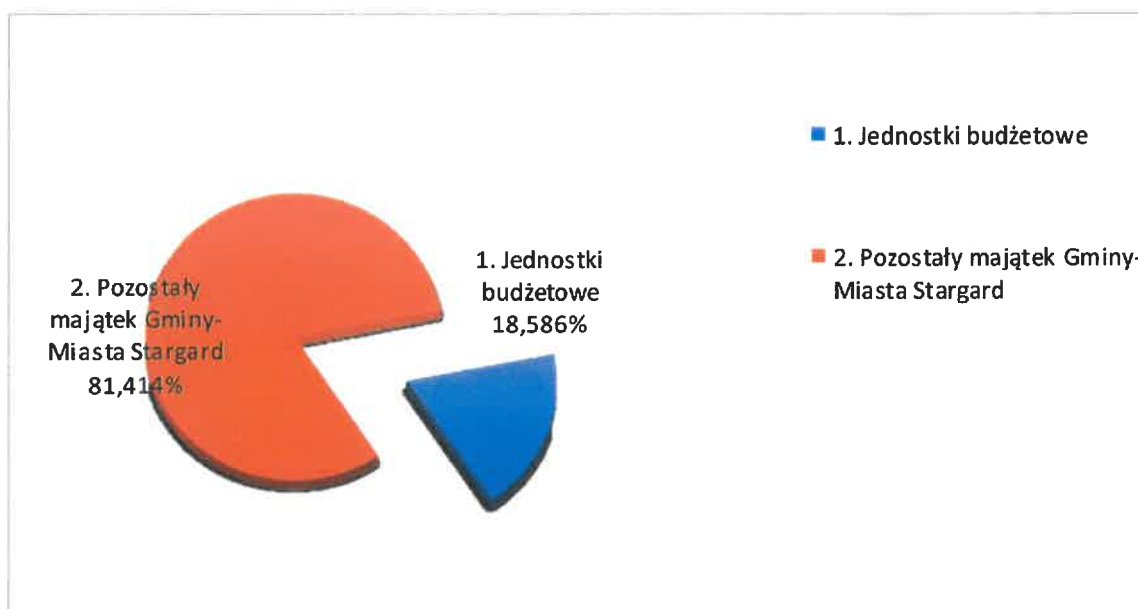 1. Jednostki budżetowe
2. Pozostały majątek Gminy-
Miasta Stargard
1. Jednostki
budżetowe
18,586%
2. Pozostały
majątek Gminy-
Miasta Stargard
81,414%